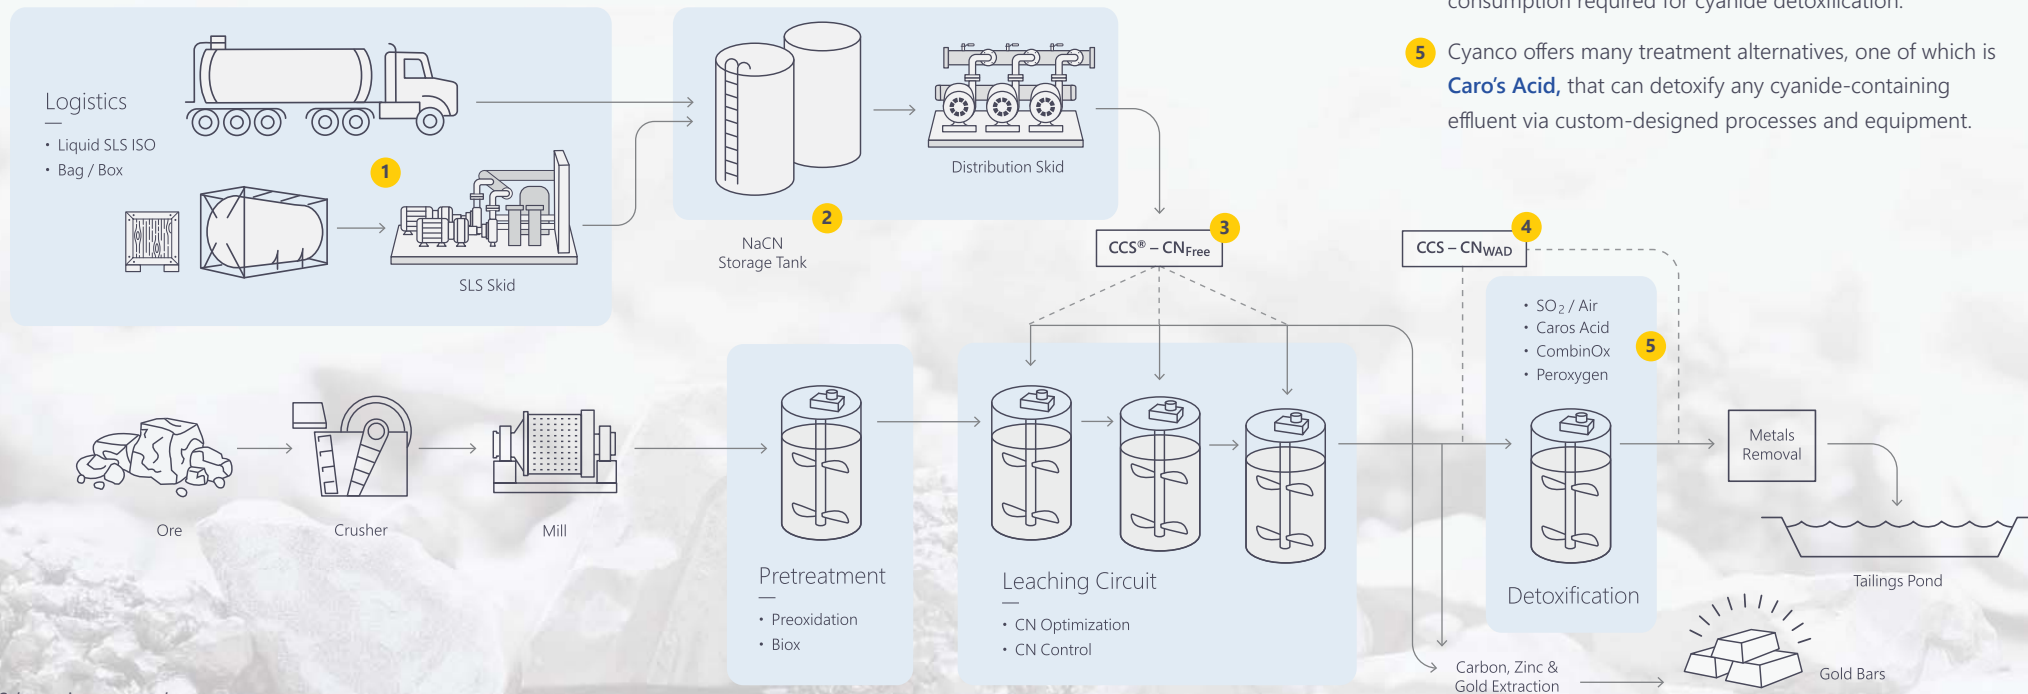 consumption required for cyanide detoxification.
5 Cyanco offers many treatment alternatives, one of which is
Caro's Acid, that can detoxify any cyanide-containing
effluent via custom-designed processes and equipment.
Logistics
• Liquid SLS ISO
• Bag / Box
1
SLS Skid
2
NaCN
Storage Tank
Distribution Skid
3
CCS® – CNFree
4
CCS – CNWAD
• SO2 / Air
• Caros Acid
• CombinOx
• Peroxygen
5
Ore
Crusher
Mill
Pretreatment
• Preoxidation
• Biox
Leaching Circuit
• CN Optimization
• CN Control
Detoxification
Metals
Removal
Tailings Pond
Carbon, Zinc &
Gold Extraction
Gold Bars